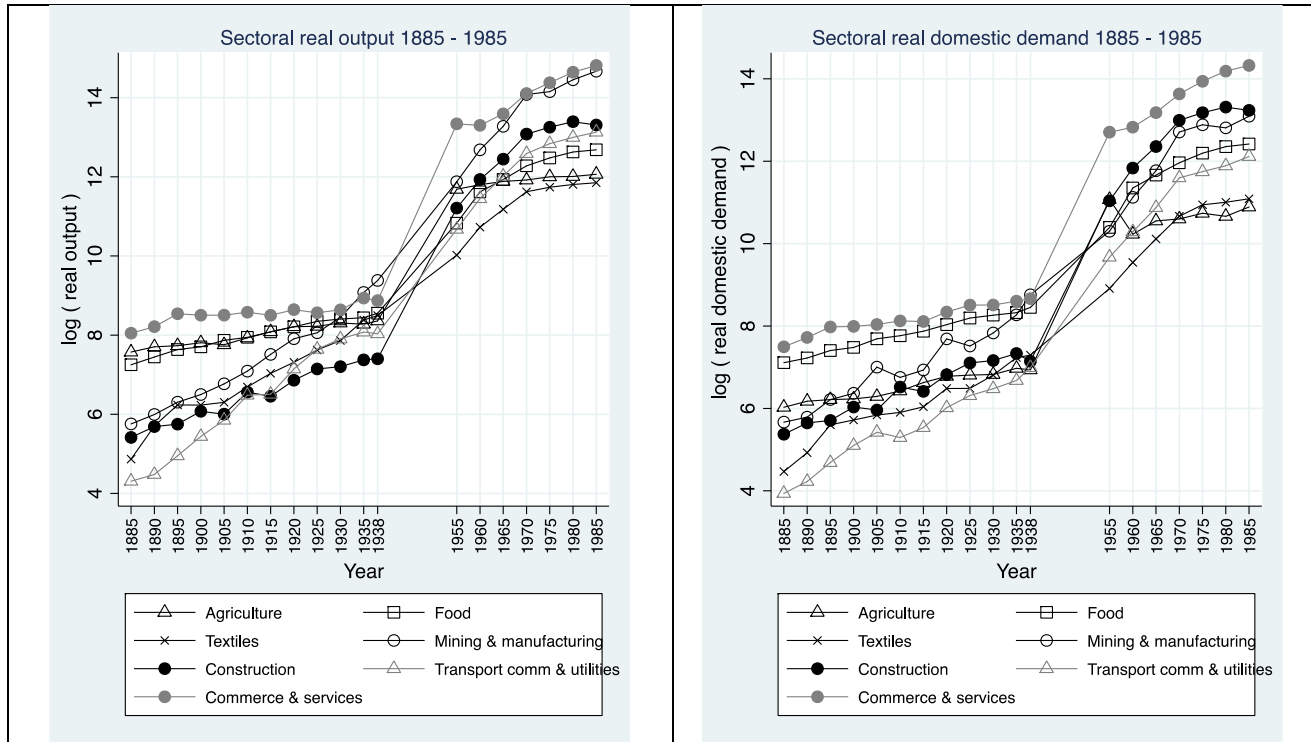 Sectoral real output 1885 - 1985
log ( real output )
14
12
10
8
6
4
1885 1890 1895 1900 1905 1910 1915 1920 1925 1930 1935 1938 1955 1960 1965 1970 1975 1980 1985
Year
Agriculture Food
Textiles Mining & manufacturing
Construction Transport comm & utilities
Commerce & services
Sectoral real domestic demand 1885 - 1985
log ( real domestic demand )
14
12
10
8
6
4
1885 1890 1895 1900 1905 1910 1915 1920 1925 1930 1935 1938 1955 1960 1965 1970 1975 1980 1985
Year
Agriculture Food
Textiles Mining & manufacturing
Construction Transport comm & utilities
Commerce & services